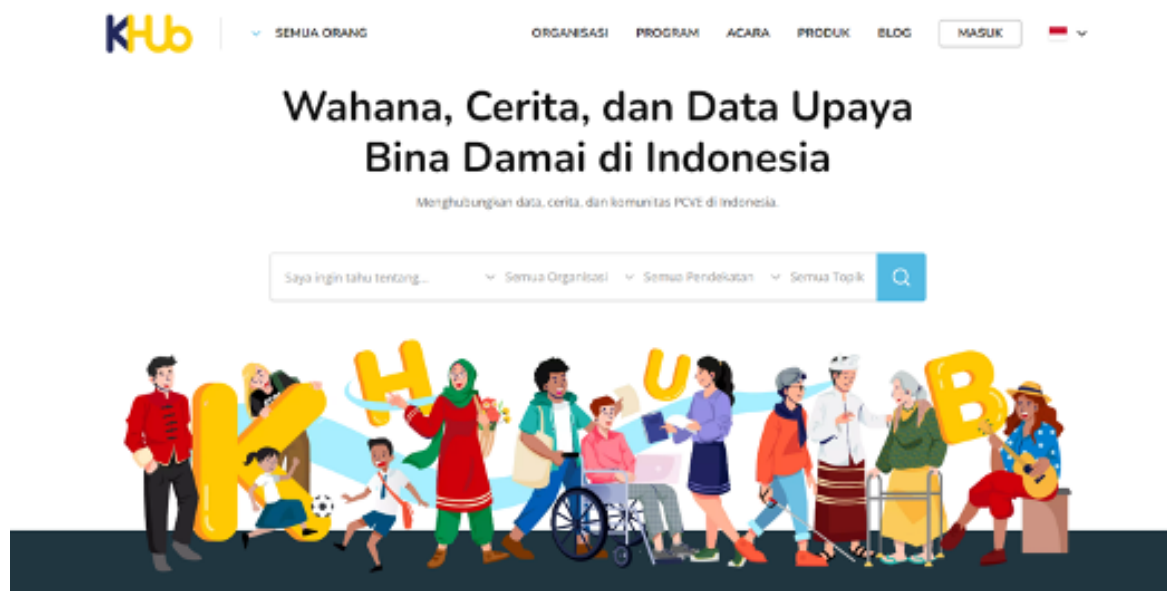 KHUb
SEMUA ORANG
ORGANISASI PROGRAM ACARA PRODUK BLOG MASUK
Wahana, Cerita, dan Data Upaya
Bina Damai di Indonesia
Menghubungkan data, cerita, dan komunitas PCVE di Indonesia.
Saya ingin tahu tentang... Semua Organisasi Semua Pendekatan Semua Topik
K H U B